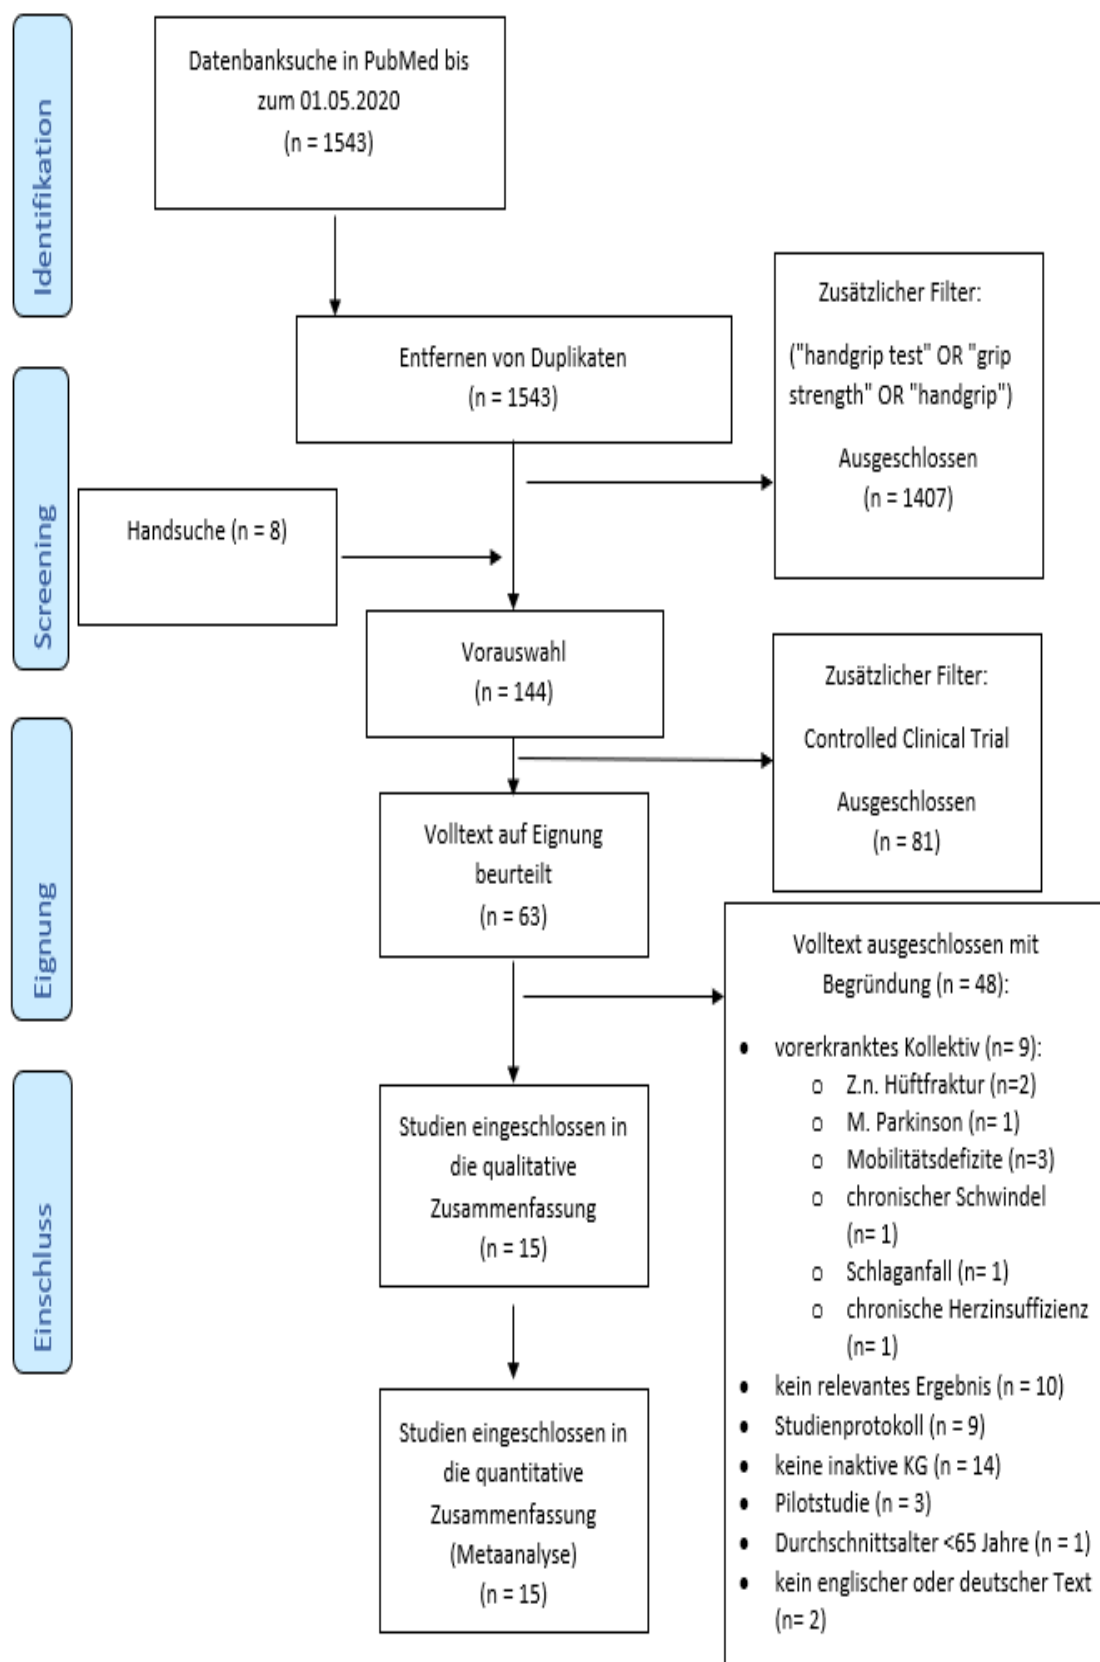 Identifikation
Datenbanksuche in PubMed bis
zum 01.05.2020
(n = 1543)
Entfernen von Duplikaten
(n = 1543)
Zusätzlicher Filter:
("handgrip test" OR "grip
strength" OR "handgrip")
Ausgeschlossen
(n = 1407)
Screening
Handsuche (n = 8)
Vorauswahl
(n = 144)
Zusätzlicher Filter:
Controlled Clinical Trial
Ausgeschlossen
(n = 81)
Eignung
Volltext auf Eignung
beurteilt
(n = 63)
Volltext ausgeschlossen mit
Begründung (n = 48):
• vorerkranktes Kollektiv (n= 9):
o Z.n. Hüftfraktur (n=2)
o M. Parkinson (n= 1)
o Mobilitätsdefizite (n=3)
o chronischer Schwindel
(n= 1)
o Schlaganfall (n= 1)
o chronische Herzinsuffizienz
(n= 1)
• kein relevantes Ergebnis (n = 10)
• Studienprotokoll (n = 9)
• keine inaktive KG (n = 14)
• Pilotstudie (n = 3)
• Durchschnittsalter <65 Jahre (n = 1)
• kein englischer oder deutscher Text
(n= 2)
Einschluss
Studien eingeschlossen in
die qualitative
Zusammenfassung
(n = 15)
Studien eingeschlossen in
die quantitative
Zusammenfassung
(Metaanalyse)
(n = 15)